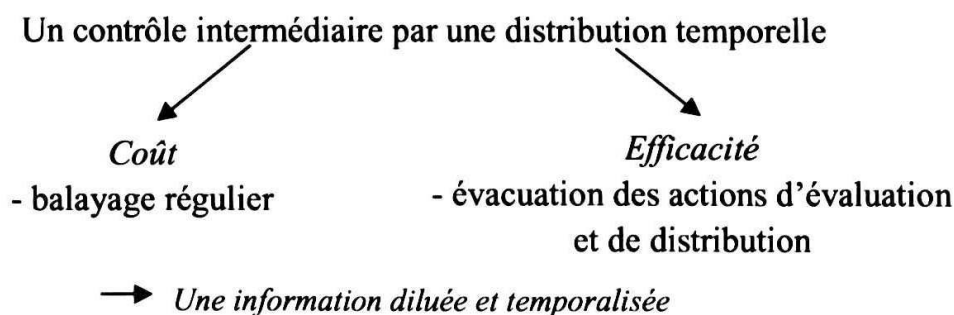 Un contrôle intermédiaire par une distribution temporelle
Coût
- balayage régulier
Efficacité
- évacuation des actions d'évaluation
et de distribution
Une information diluée et temporalisée